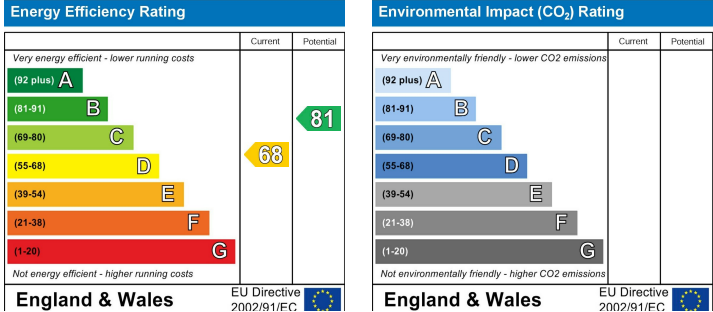 Energy Efficiency Rating
Current Potential
Very energy efficient - lower running costs
(92 plus) A
(81-91) B
(69-80) C
(55-68) D
(39-54) E
(21-38) F
(1-20) G
68
81
Not energy efficient - higher running costs
England & Wales
EU Directive
2002/91/EC
Environmental Impact (CO₂) Rating
Current Potential
Very environmentally friendly - lower CO2 emissions
(92 plus) A
(81-91) B
(69-80) C
(55-68) D
(39-54) E
(21-38) F
(1-20) G
Not environmentally friendly - higher CO2 emissions
England & Wales
EU Directive
2002/91/EC